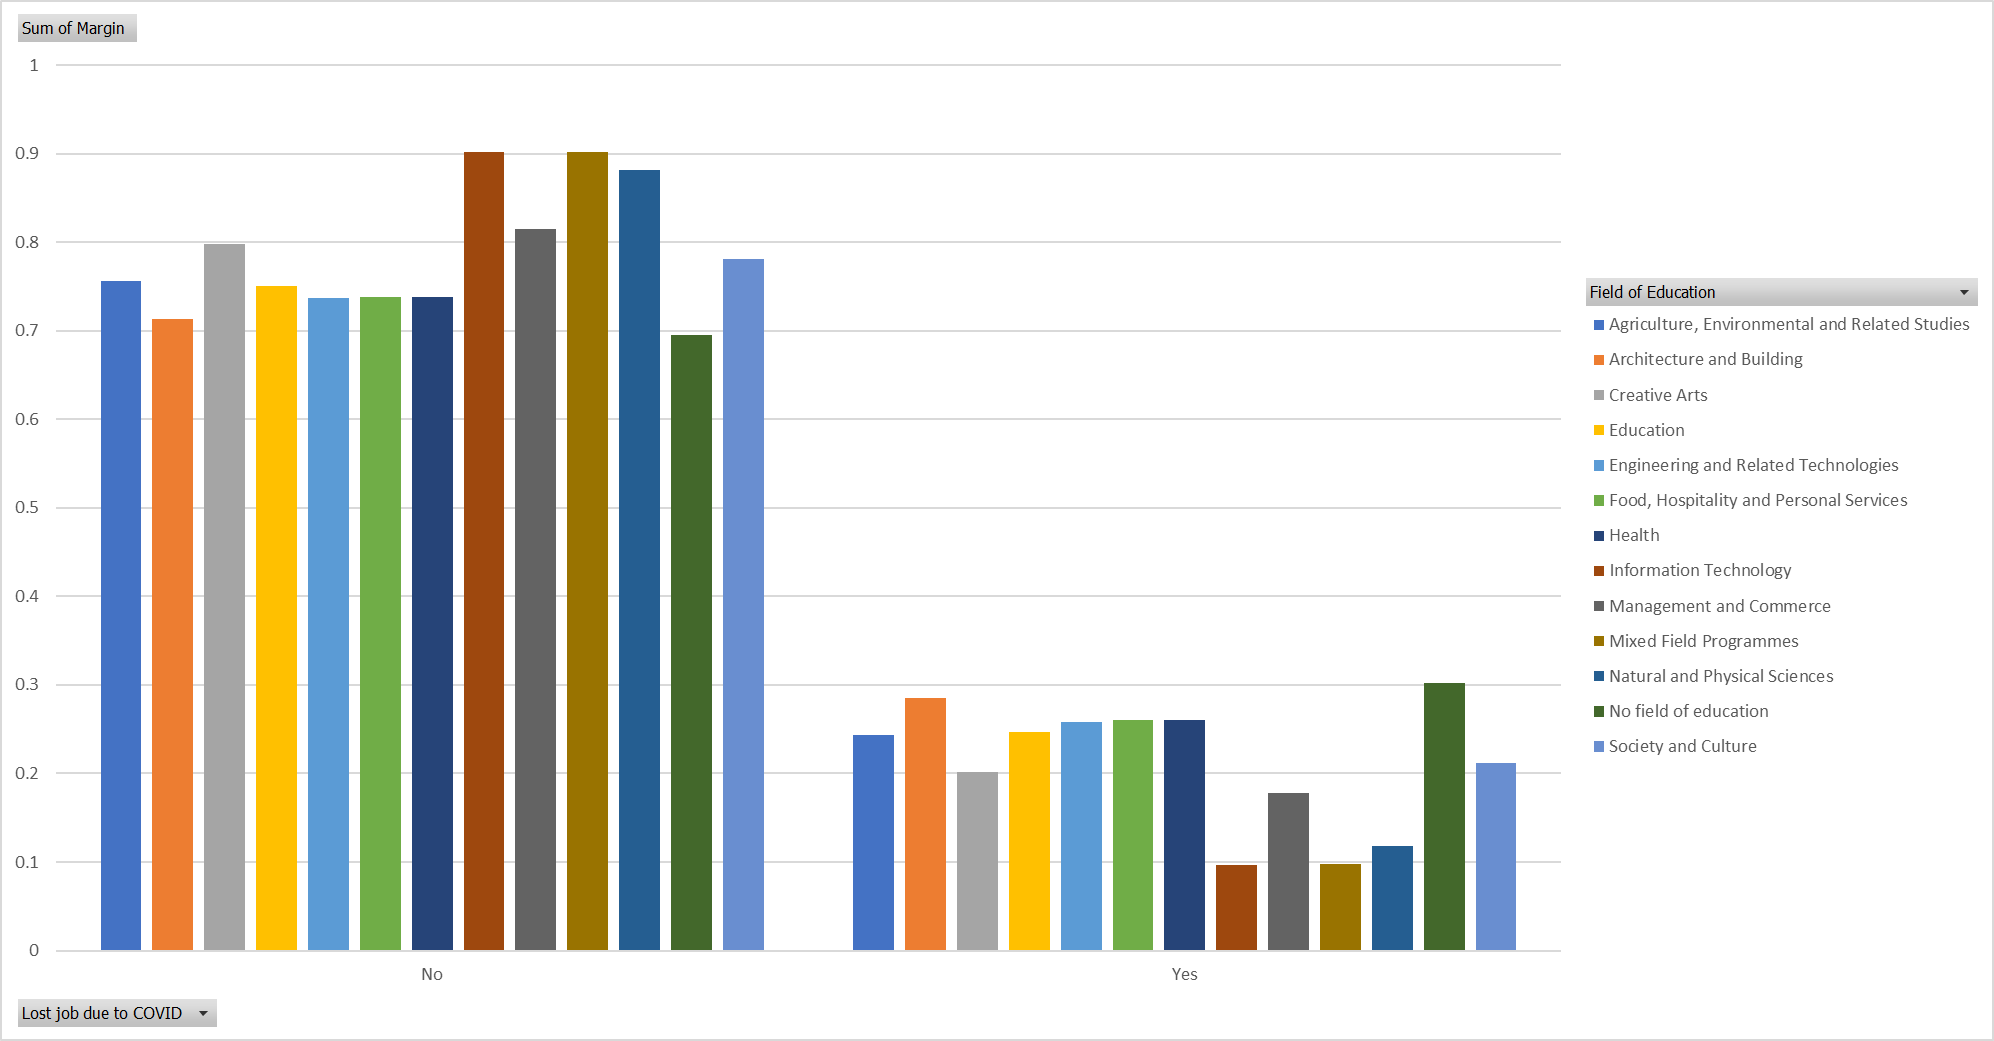 Sum of Margin
1
0.9
0.8
0.7
0.6
0.5
0.4
0.3
0.2
0.1
0
No
Yes
Lost job due to COVID
Field of Education
Agriculture, Environmental and Related Studies
Architecture and Building
Creative Arts
Education
Engineering and Related Technologies
Food, Hospitality and Personal Services
Health
Information Technology
Management and Commerce
Mixed Field Programmes
Natural and Physical Sciences
No field of education
Society and Culture